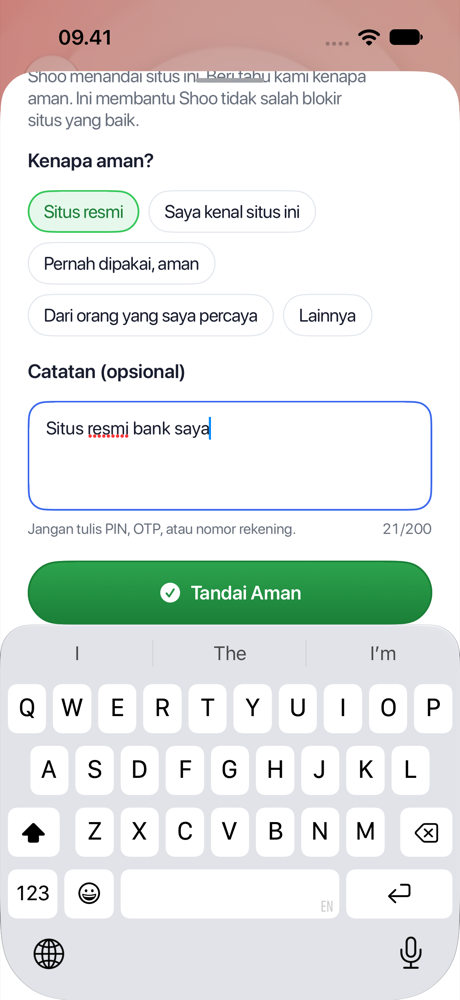 09.41
Shoo menandai situs ini. Beri tahu kami kenapa
aman. Ini membantu Shoo tidak salah blokir
situs yang baik.
Kenapa aman?
Situs resmi
Saya kenal situs ini
Pernah dipakai, aman
Dari orang yang saya percaya
Lainnya
Catatan (opsional)
Situs resmi bank saya
Jangan tulis PIN, OTP, atau nomor rekening.
21/200
Tandai Aman
I
The
I'm
Q W E R T Y U I O P
A S D F G H J K L
Z X C V B N M
123
EN